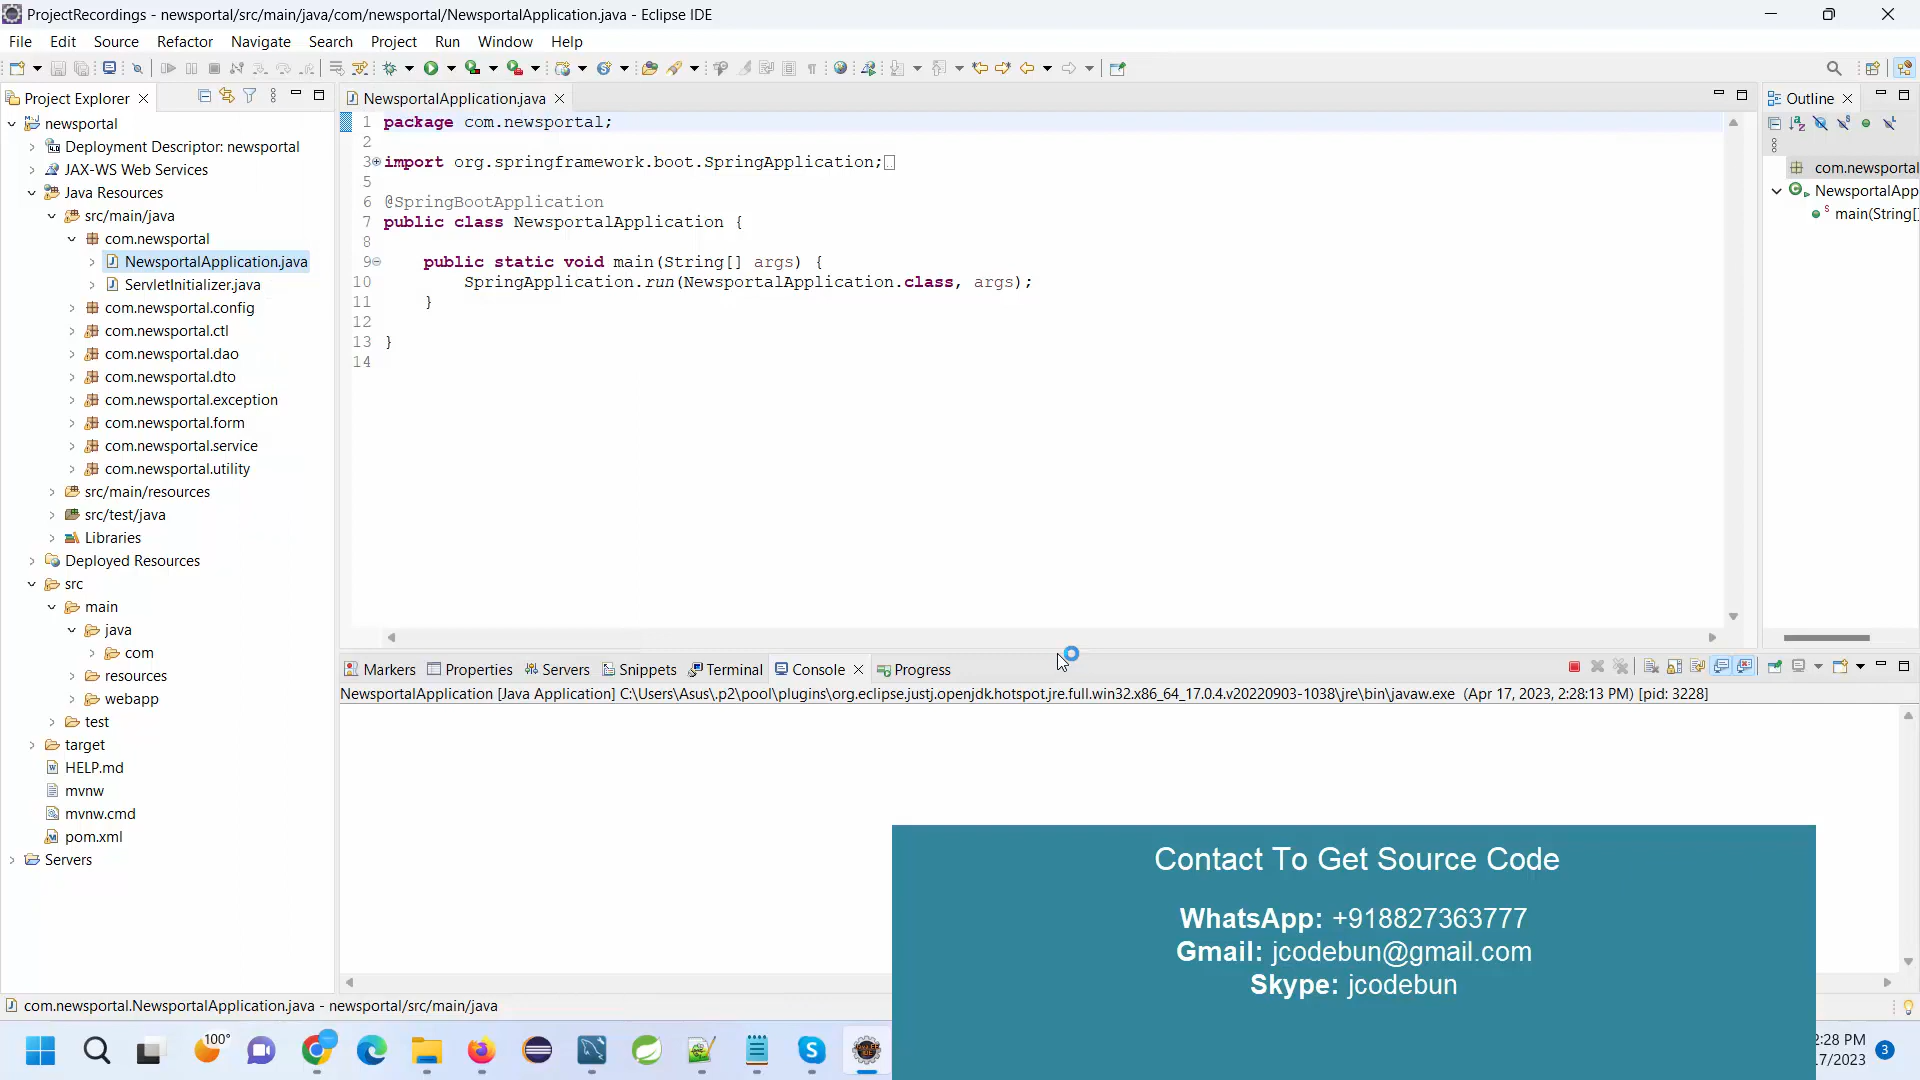 ProjectRecordings - newsportal/src/main/java/com/newsportal/NewsportalApplication.java - Eclipse IDE
File Edit Source Refactor Navigate Search Project Run Window Help
Project Explorer
newsportal
Deployment Descriptor: newsportal
JAX-WS Web Services
Java Resources
src/main/java
com.newsportal
NewsportalApplication.java
ServletInitializer.java
com.newsportal.config
com.newsportal.ctl
com.newsportal.dao
com.newsportal.dto
com.newsportal.exception
com.newsportal.form
com.newsportal.service
com.newsportal.utility
src/main/resources
src/test/java
Libraries
Deployed Resources
src
main
java
com
resources
webapp
test
target
HELP.md
mvnw
mvnw.cmd
pom.xml
Servers
NewsportalApplication.java
1 package com.newsportal;
2
3 import org.springframework.boot.SpringApplication;
5
6 @SpringBootApplication
7 public class NewsportalApplication {
8
9 public static void main(String[] args) {
10 SpringApplication.run(NewsportalApplication.class, args);
11 }
12
13 }
14
Outline
com.newsportal
NewsportalApp
main(String[]
Markers Properties Servers Snippets Terminal Console Progress
NewsportalApplication [Java Application] C:\Users\Asus\.p2\pool\plugins\org.eclipse.justj.openjdk.hotspot.jre.full.win32.x86_64_17.0.4.v20220903-1038\jre\bin\javaw.exe (Apr 17, 2023, 2:28:13 PM) [pid: 3228]
Contact To Get Source Code
WhatsApp: +918827363777
Gmail: jcodebun@gmail.com
Skype: jcodebun
com.newsportal.NewsportalApplication.java - newsportal/src/main/java
100°
2:28 PM
7/2023
3